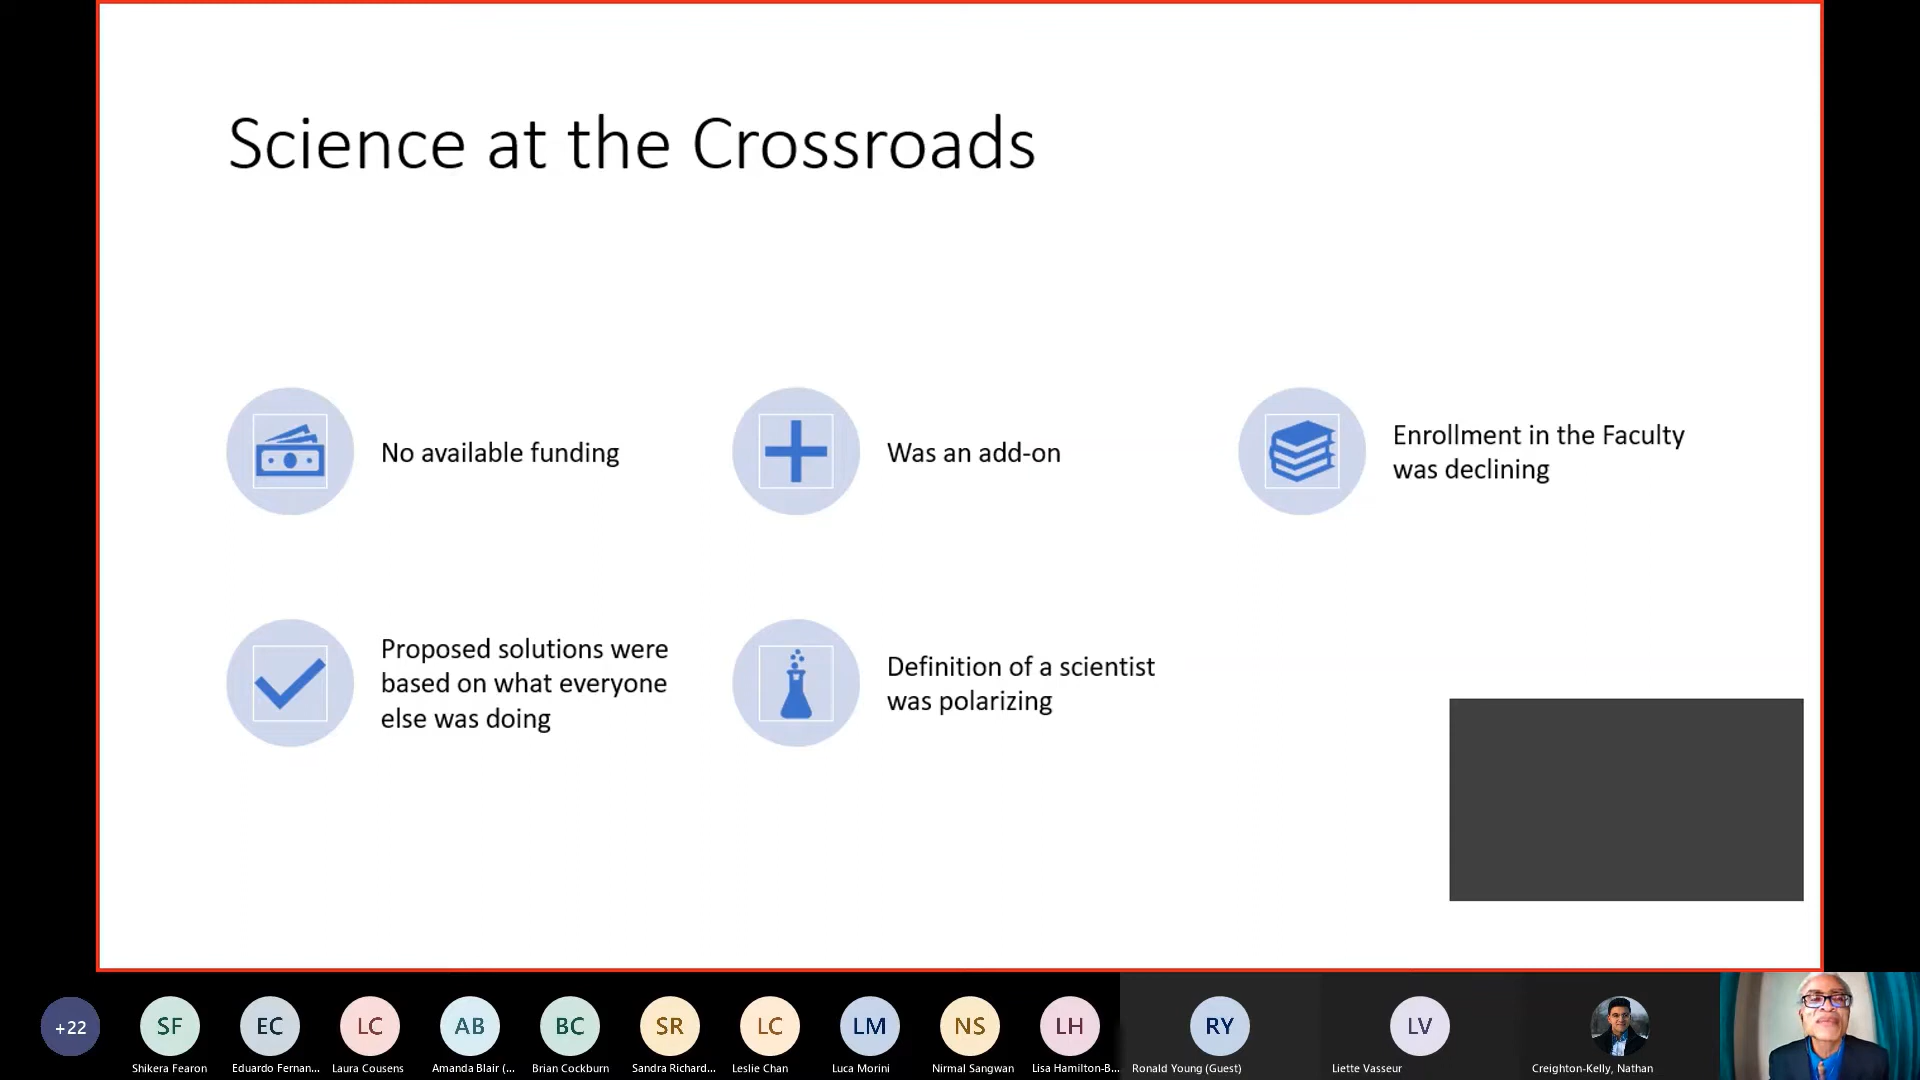 Science at the Crossroads
No available funding
Was an add-on
Enrollment in the Faculty
was declining
Proposed solutions were
based on what everyone
else was doing
Definition of a scientist
was polarizing
+22
SF
EC
LC
AB
BC
SR
LC
LM
NS
LH
RY
LV
Shikera Fearon
Eduardo Fernan...
Laura Cousens
Amanda Blair (...
Brian Cockburn
Sandra Richard...
Leslie Chan
Luca Morini
Nirmal Sangwan
Lisa Hamilton-B...
Ronald Young (Guest)
Liette Vasseur
Creighton-Kelly, Nathan